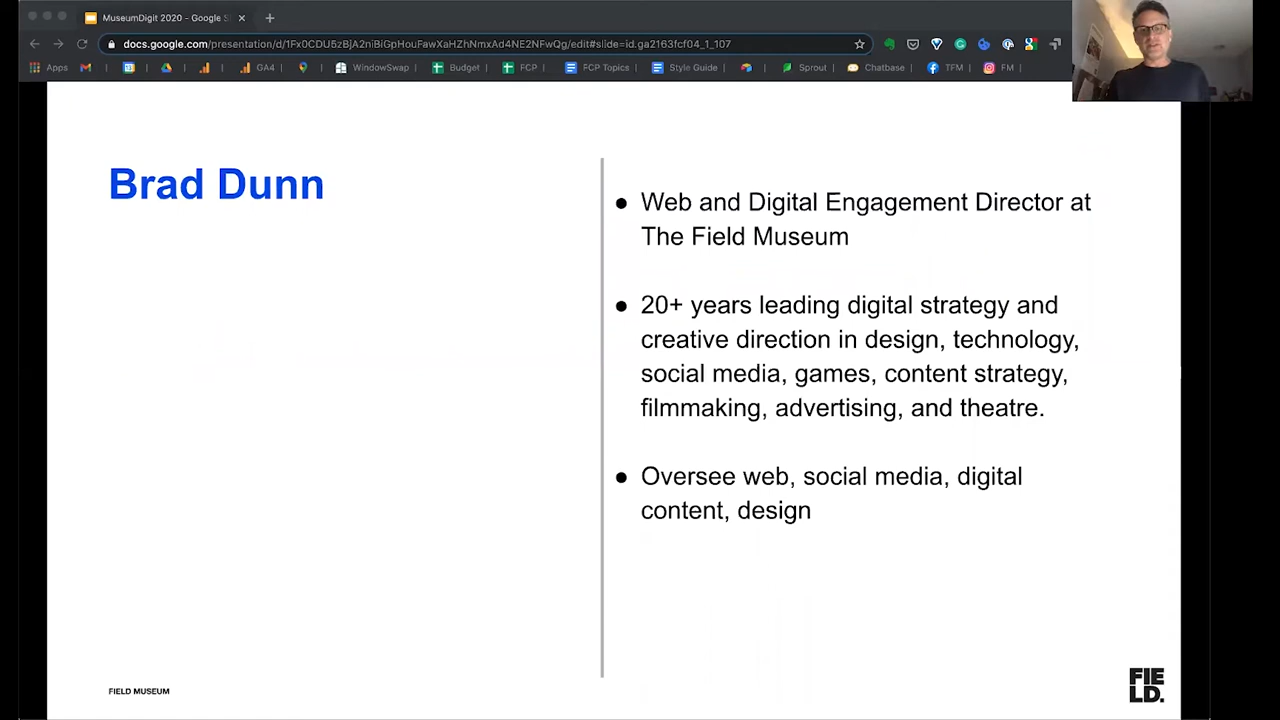 MuseumDigit 2020 - Google S
docs.google.com/presentation/d/1Fx0CDU5zBJA2niBiGpHouFawXaHZhNmxAd4NE2NFwQg/edit#slide=id.ga2163fcf04_1_107
Apps GA4 WindowSwap Budget FCP FCP Topics Style Guide Sprout Chatbase TFM FM
Brad Dunn
● Web and Digital Engagement Director at
The Field Museum
● 20+ years leading digital strategy and
creative direction in design, technology,
social media, games, content strategy,
filmmaking, advertising, and theatre.
● Oversee web, social media, digital
content, design
FIELD MUSEUM
FIE
LD.